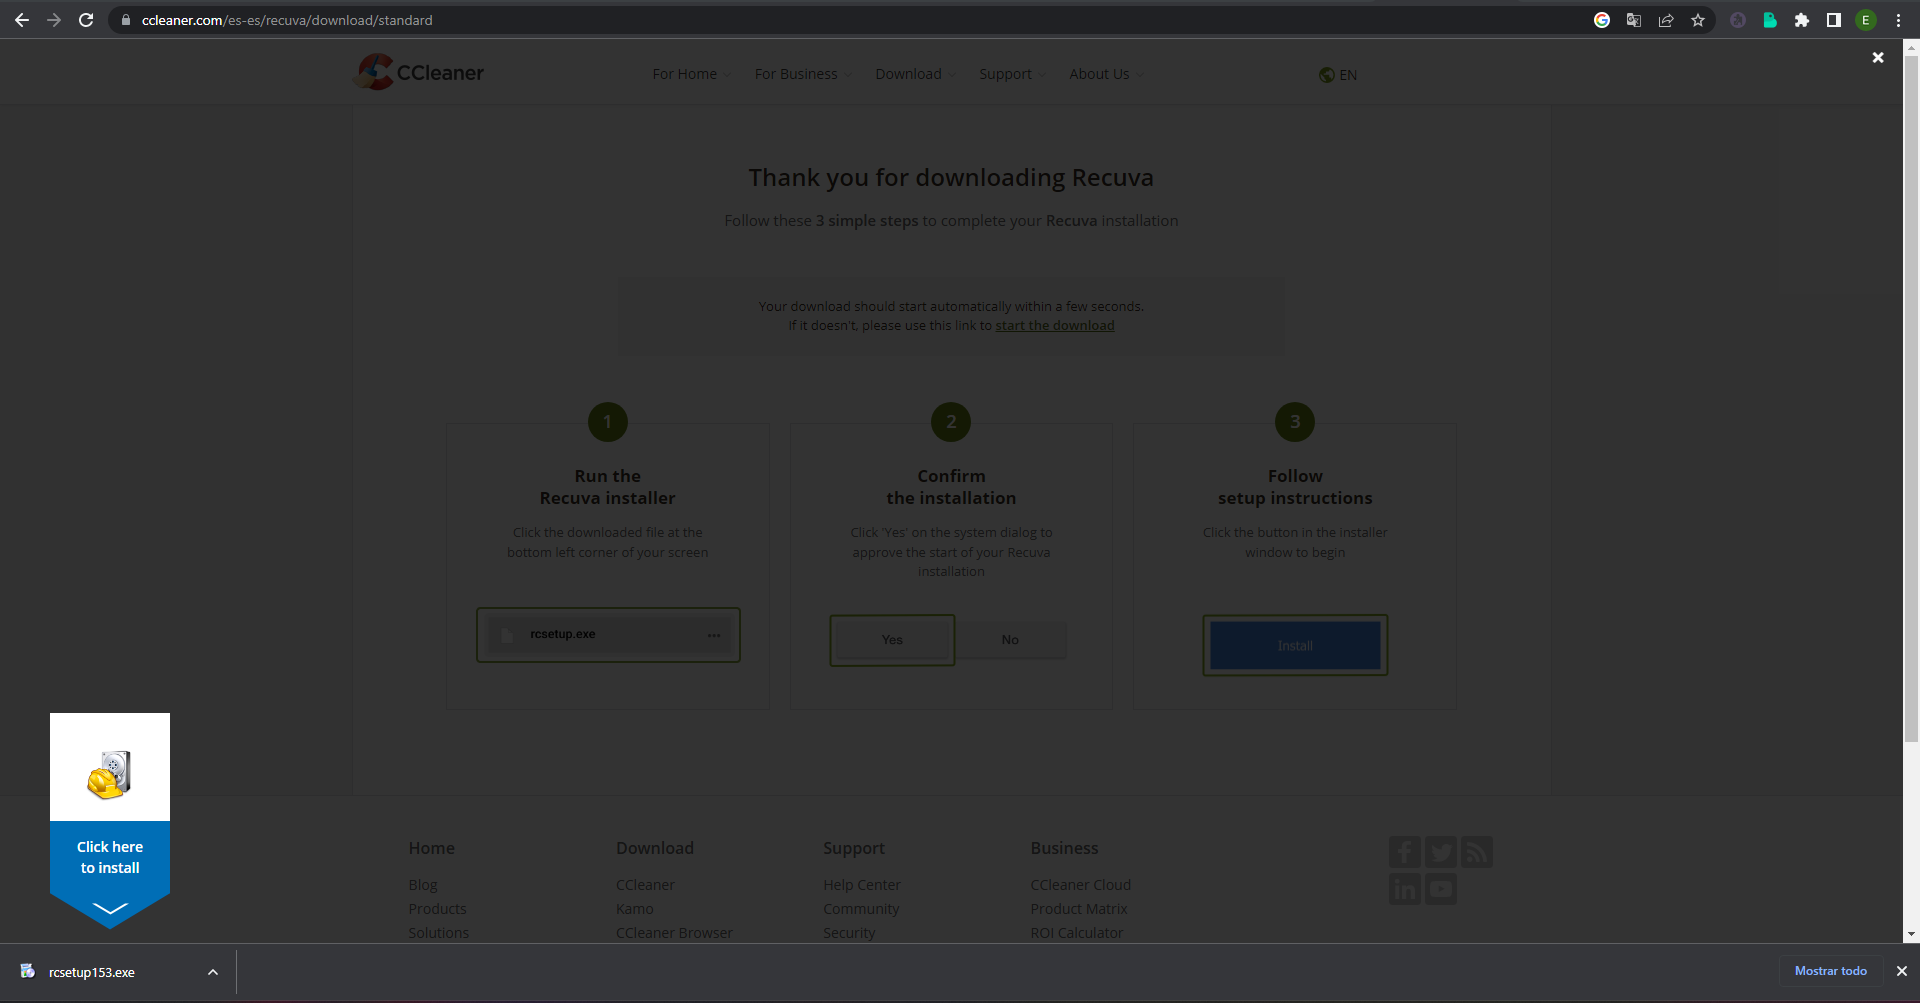 ccleaner.com/es-es/recuva/download/standard
E
CCleaner
For Home
For Business
Download
Support
About Us
EN
Thank you for downloading Recuva
Follow these 3 simple steps to complete your Recuva installation
Your download should start automatically within a few seconds.
If it doesn't, please use this link to start the download
1
Run the
Recuva installer
Click the downloaded file at the
bottom left corner of your screen
rcsetup.exe
2
Confirm
the installation
Click 'Yes' on the system dialog to
approve the start of your Recuva
installation
Yes
No
3
Follow
setup instructions
Click the button in the installer
window to begin
Install
Click here
to install
Home
Blog
Products
Solutions
Download
CCleaner
Kamo
CCleaner Browser
Support
Help Center
Community
Security
Business
CCleaner Cloud
Product Matrix
ROI Calculator
rcsetup153.exe
Mostrar todo